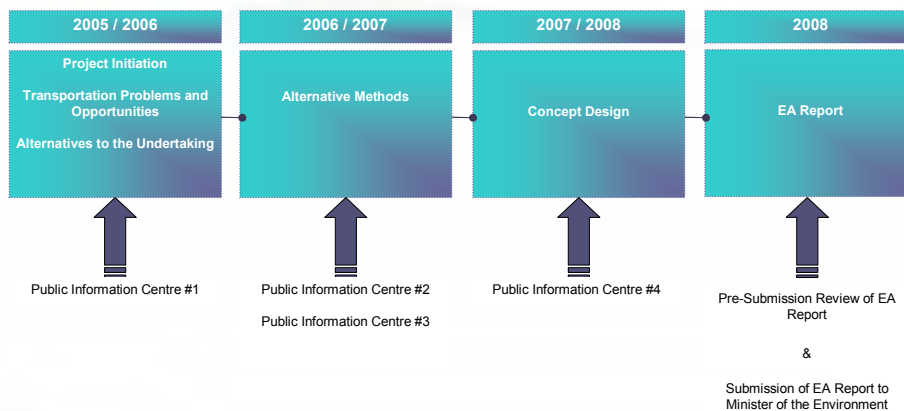 2005 / 2006
2006 / 2007
2007 / 2008
2008
Project Initiation
Transportation Problems and
Opportunities
Alternatives to the Undertaking
Alternative Methods
Concept Design
EA Report
Public Information Centre #1
Public Information Centre #2
Public Information Centre #3
Public Information Centre #4
Pre-Submission Review of EA
Report
&
Submission of EA Report to
Minister of the Environment